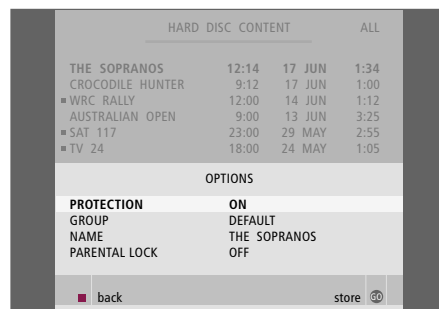 HARD DISC CONTENT ALL
THE SOPRANOS 12:14 17 JUN 1:34
CROCODILE HUNTER 9:12 17 JUN 1:00
WRC RALLY 12:00 14 JUN 1:12
AUSTRALIAN OPEN 9:00 13 JUN 3:25
SAT 117 23:00 29 MAY 2:55
TV 24 18:00 24 MAY 1:05
OPTIONS
PROTECTION ON
GROUP DEFAULT
NAME THE SOPRANOS
PARENTAL LOCK OFF
back store GO